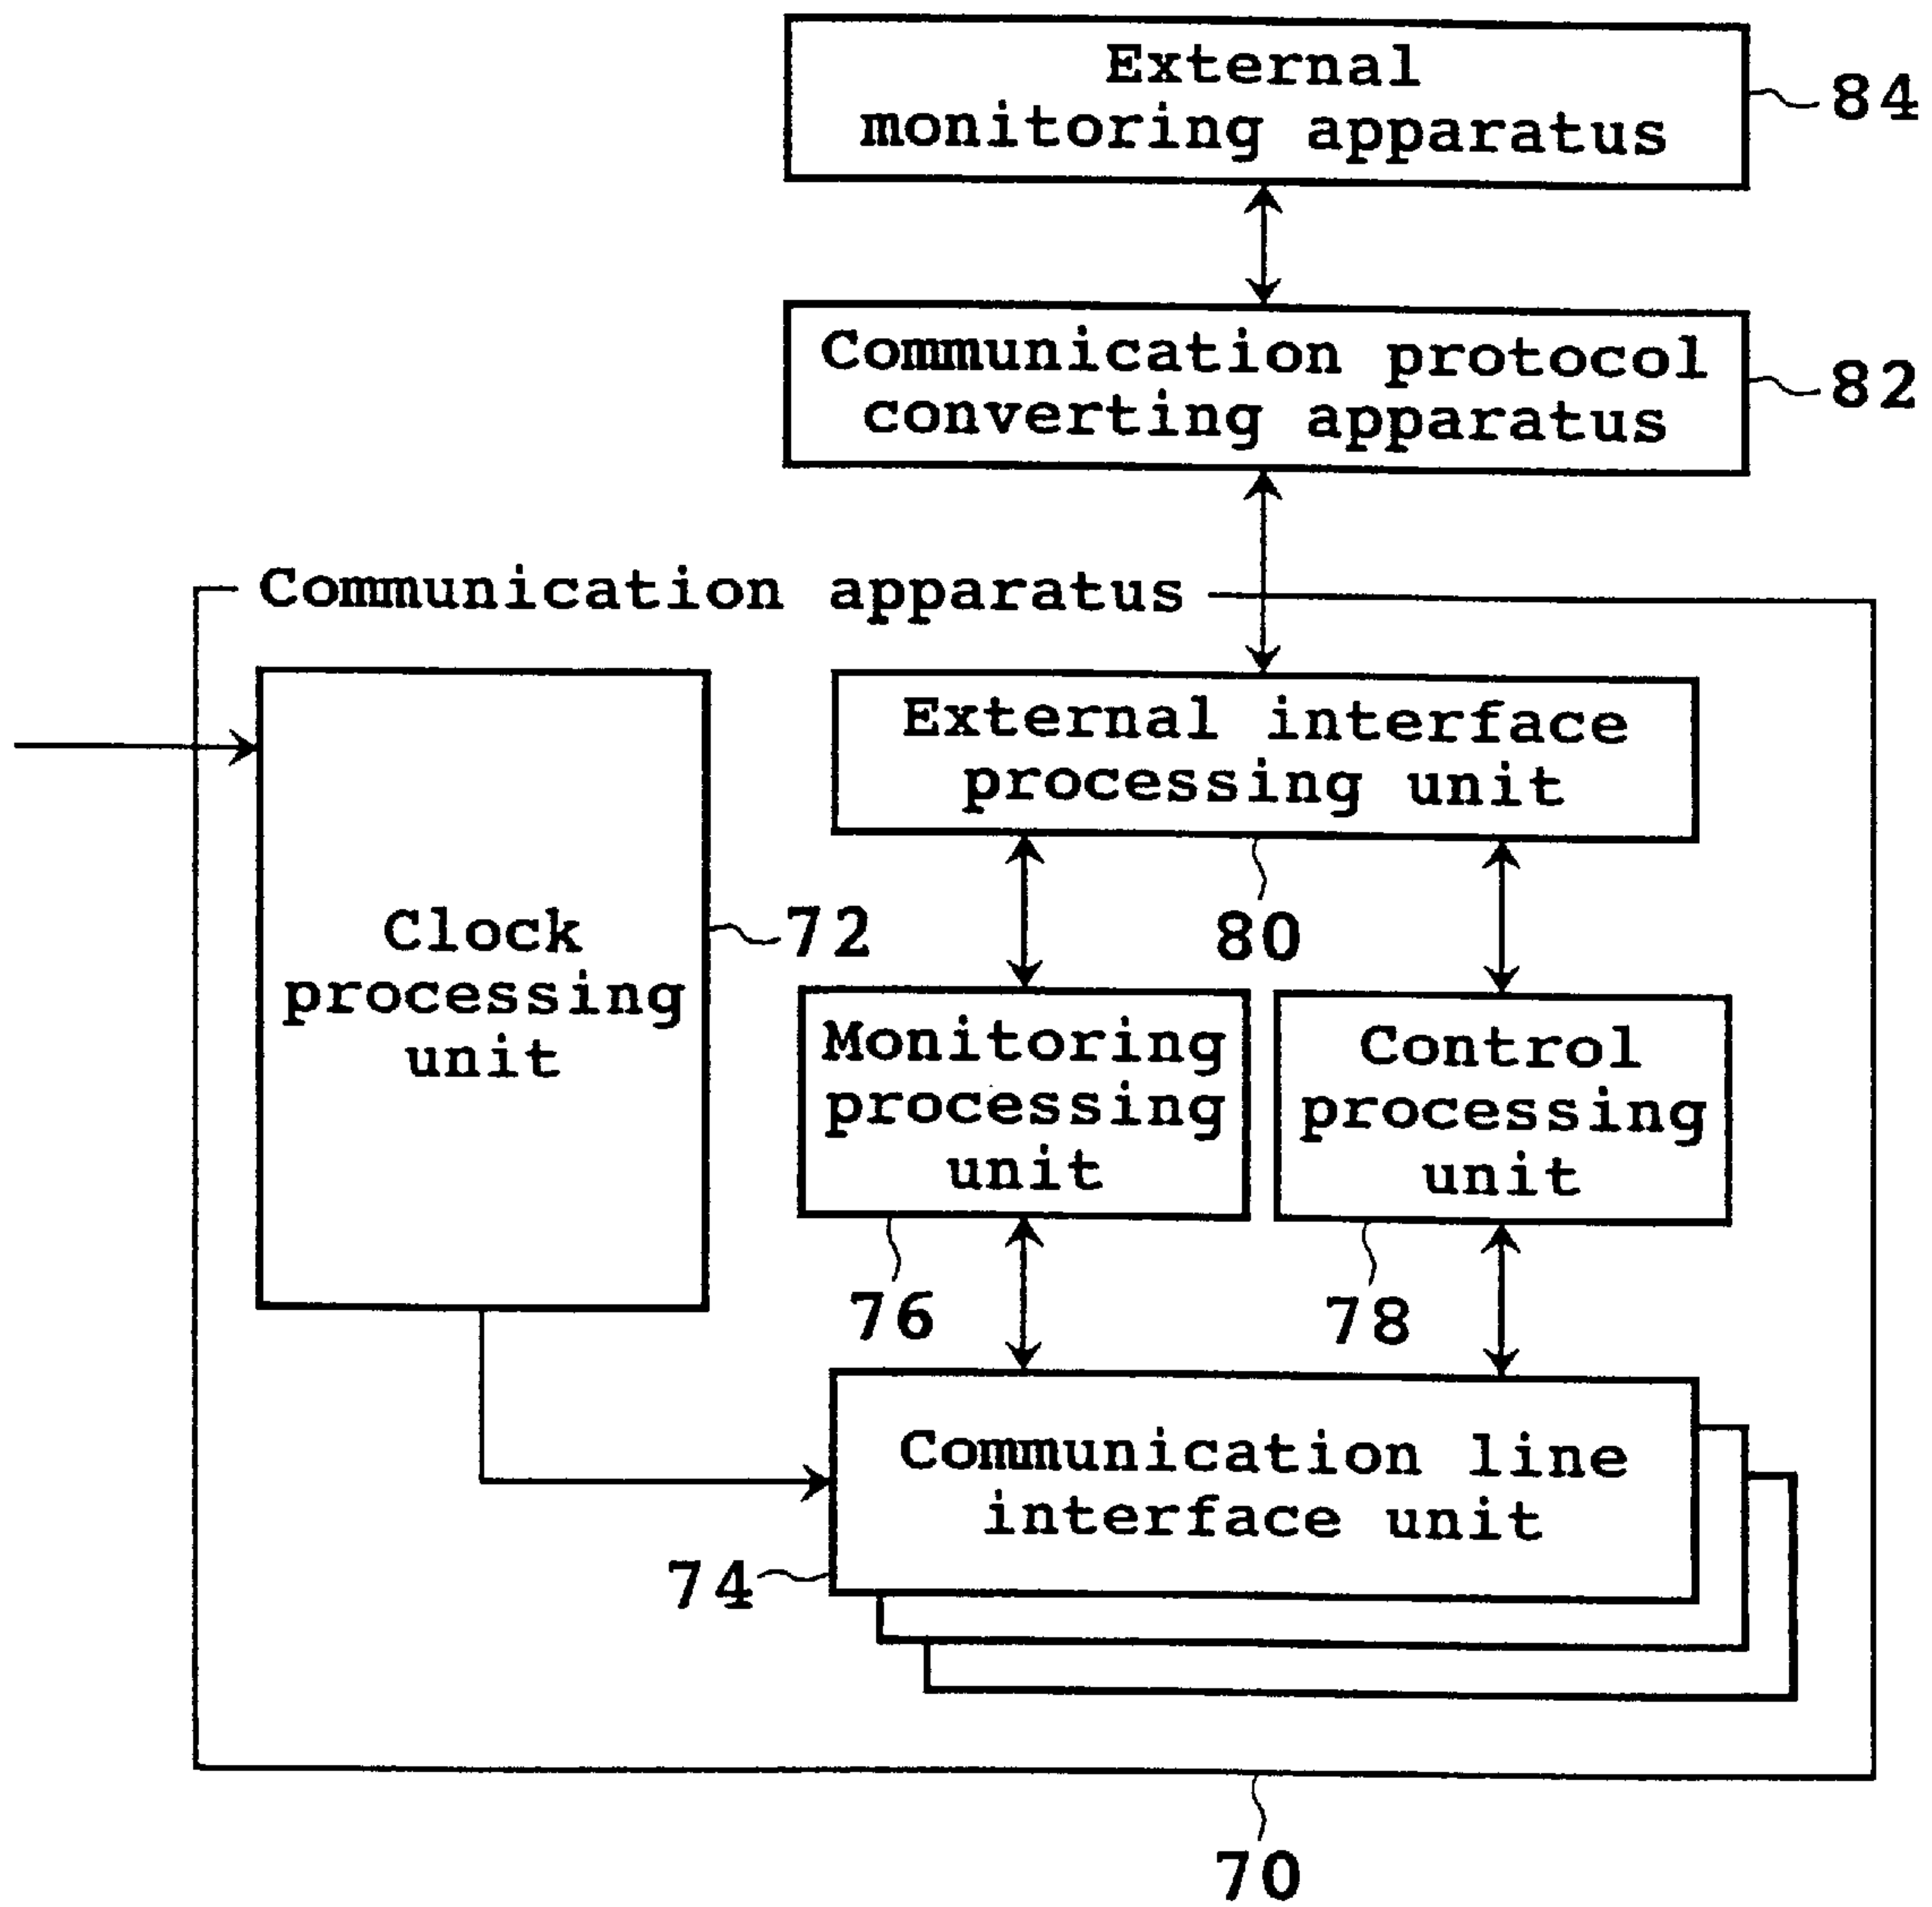 External
monitoring apparatus
84
Communication protocol
converting apparatus
82
Communication apparatus
External interface
processing unit
80
Clock
processing
unit
72
Monitoring
processing
unit
76
Control
processing
unit
78
Communication line
interface unit
74
70